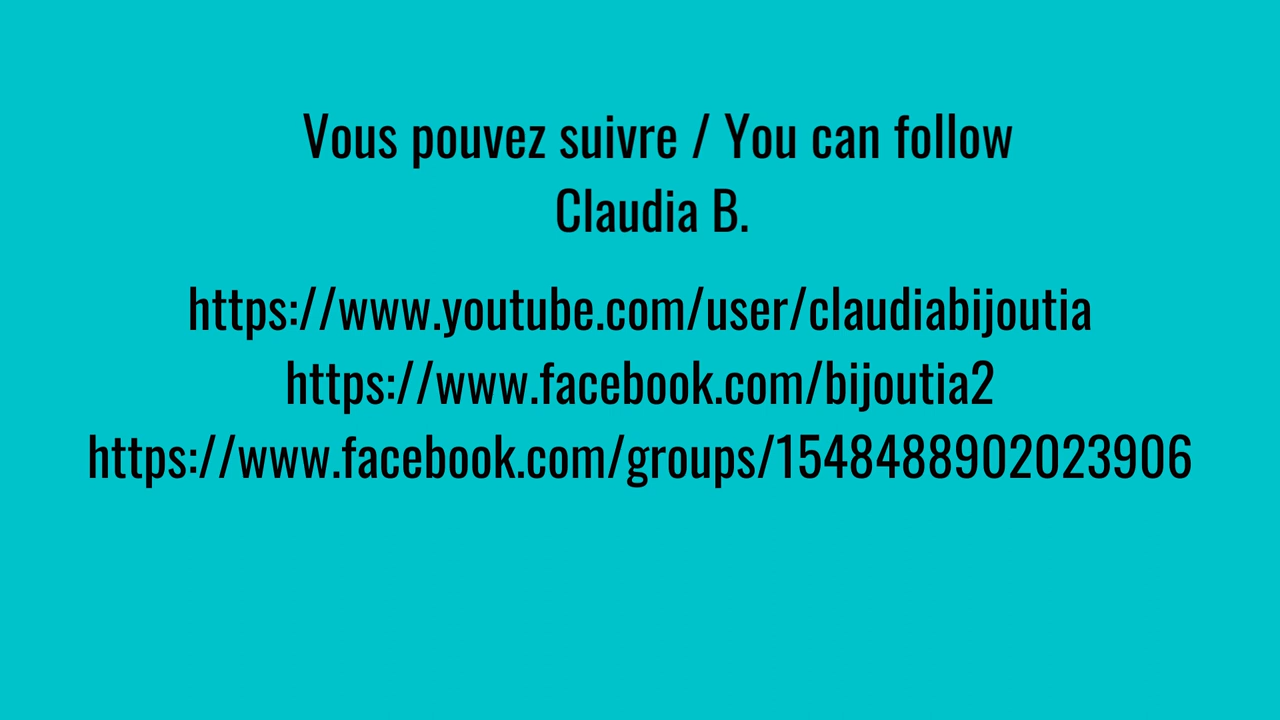 Vous pouvez suivre / You can follow
Claudia B.
https://www.youtube.com/user/claudiabijoutia
https://www.facebook.com/bijoutia2
https://www.facebook.com/groups/1548488902023906